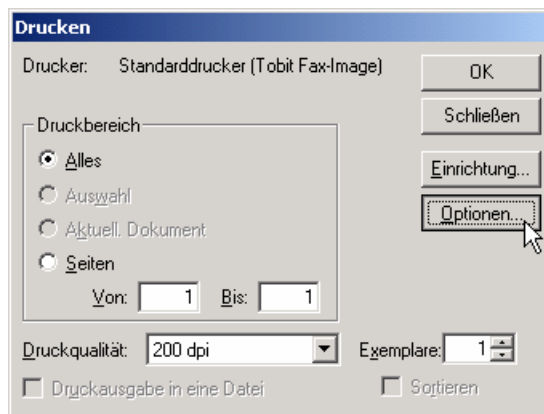 Drucken
Drucker: Standarddrucker (Tobit Fax-Image)
OK
Schließen
Einrichtung...
Optionen...
Druckbereich
Alles
Auswahl
Aktuell. Dokument
Seiten
Von: 1 Bis: 1
Druckqualität: 200 dpi Exemplare: 1
Druckausgabe in eine Datei Sortieren